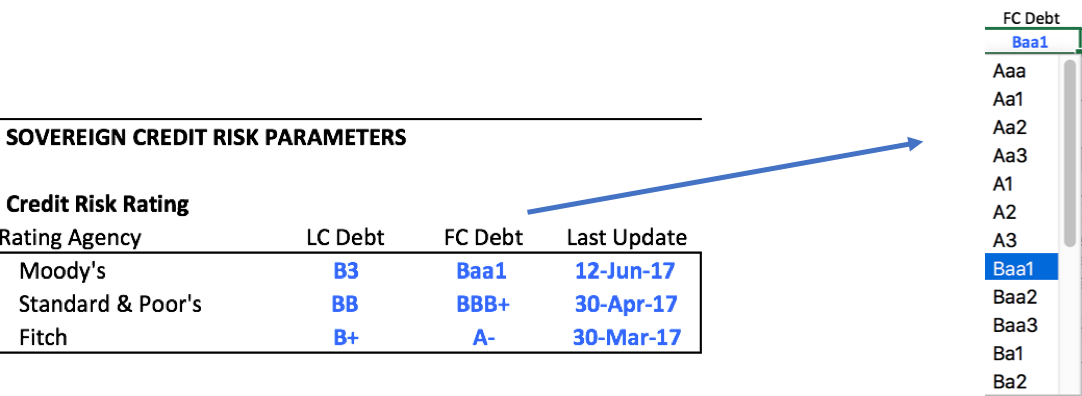 SOVEREIGN CREDIT RISK PARAMETERS
Credit Risk Rating
Rating Agency LC Debt FC Debt Last Update
Moody's B3 Baa1 12-Jun-17
Standard & Poor's BB BBB+ 30-Apr-17
Fitch B+ A- 30-Mar-17
FC Debt
Baa1
Aaa
Aa1
Aa2
Aa3
A1
A2
A3
Baa1
Baa2
Baa3
Ba1
Ba2